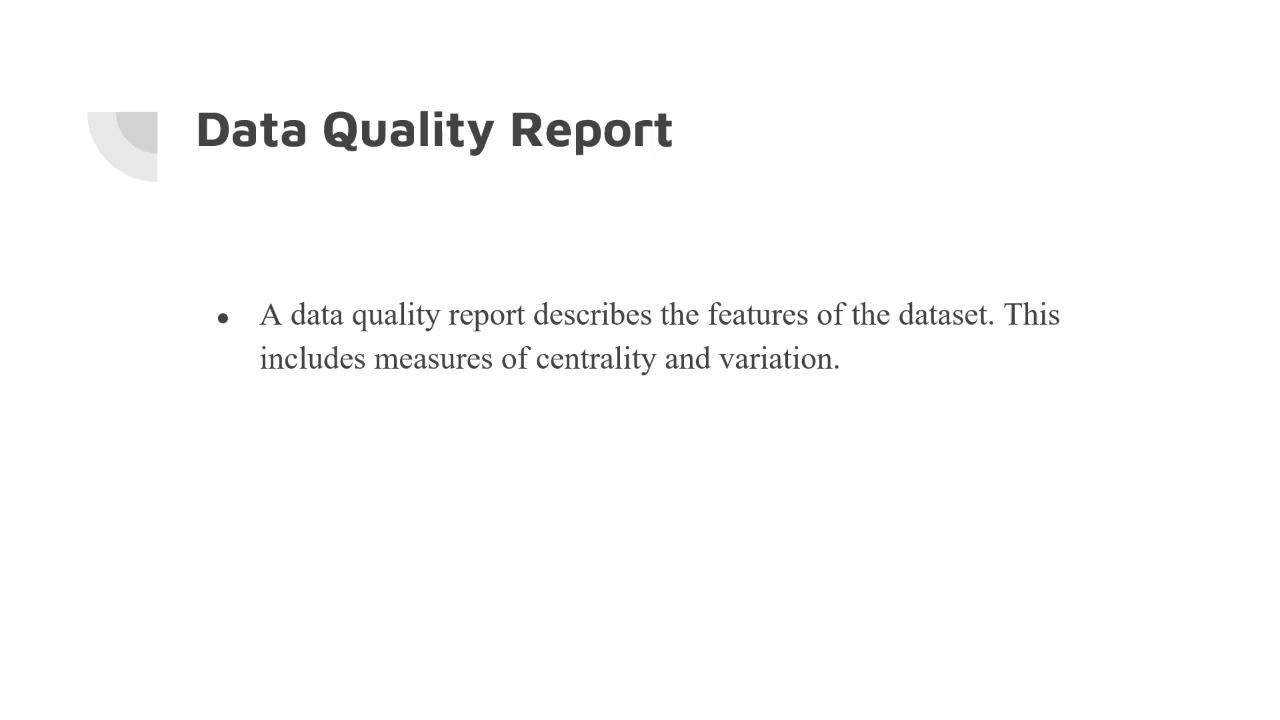 Data Quality Report
● A data quality report describes the features of the dataset. This
includes measures of centrality and variation.